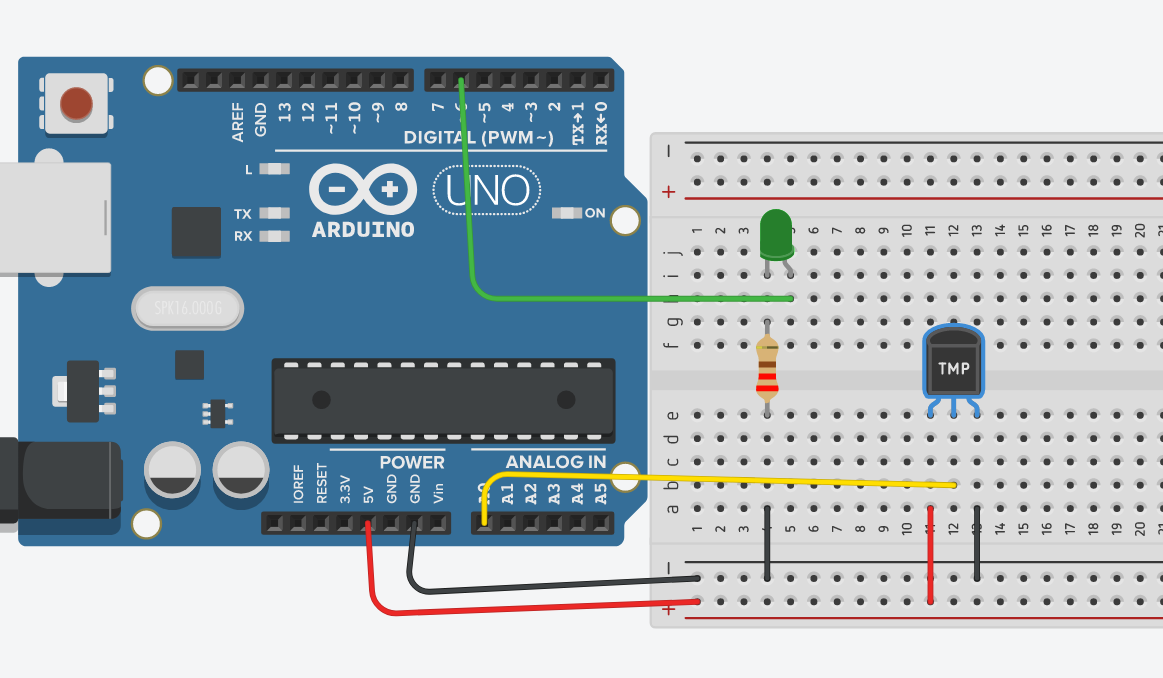 AREF
GND
13
12
~11
~10
~9
8
7
~5
4
~3
2
TX→1
RX←0
DIGITAL (PWM~)
L
TX
RX
UNO
ON
ARDUINO
SPK16.000G
POWER
ANALOG IN
IOREF
RESET
3.3V
5V
GND
GND
Vin
A1
A2
A3
A4
A5
−
+
1 2 3 5 6 7 8 9 10 11 12 13 14 15 16 17 18 19 20 21
j
i
g
f
TMP
e
d
c
b
a
1 2 3 5 6 7 8 9 10 11 12 13 14 15 16 17 18 19 20 21
−
+